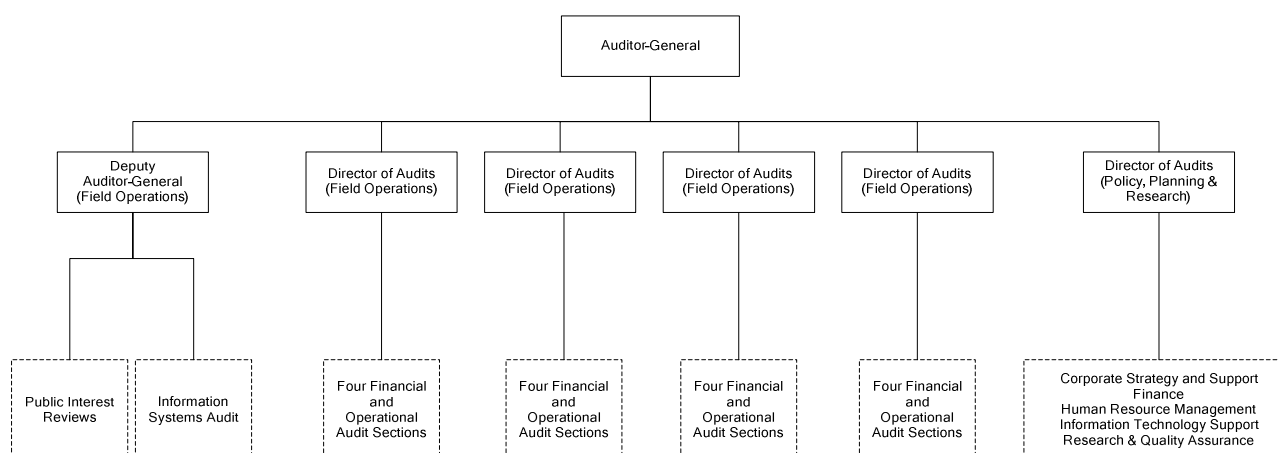 Auditor-General
Deputy
Auditor-General
(Field Operations)
Director of Audits
(Field Operations)
Director of Audits
(Field Operations)
Director of Audits
(Field Operations)
Director of Audits
(Field Operations)
Director of Audits
(Policy, Planning &
Research)
Public Interest
Reviews
Information
Systems Audit
Four Financial
and
Operational
Audit Sections
Four Financial
and
Operational
Audit Sections
Four Financial
and
Operational
Audit Sections
Four Financial
and
Operational
Audit Sections
Corporate Strategy and Support
Finance
Human Resource Management
Information Technology Support
Research & Quality Assurance